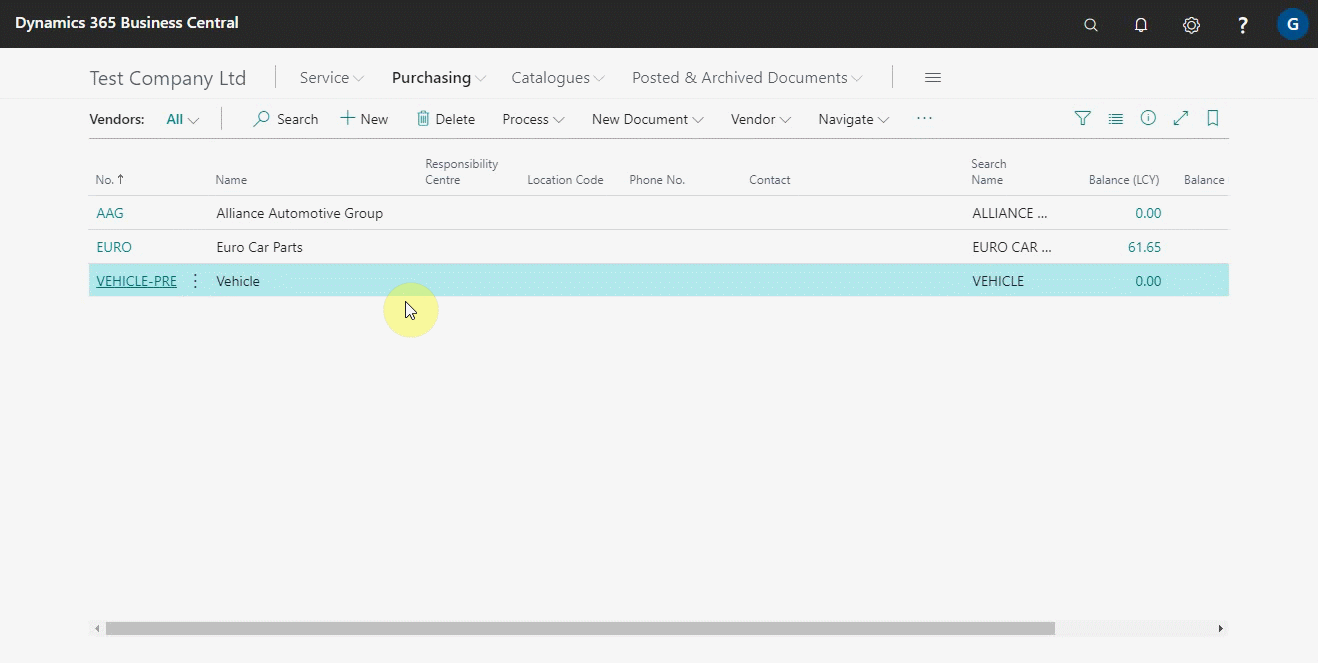 Dynamics 365 Business Central
G
Test Company Ltd Service Purchasing Catalogues Posted & Archived Documents
Vendors: All Search New Delete Process New Document Vendor Navigate ...
No. ↑ Name Responsibility Centre Location Code Phone No. Contact Search Name Balance (LCY) Balance
AAG Alliance Automotive Group ALLIANCE ... 0.00
EURO Euro Car Parts EURO CAR ... 61.65
VEHICLE-PRE Vehicle VEHICLE 0.00